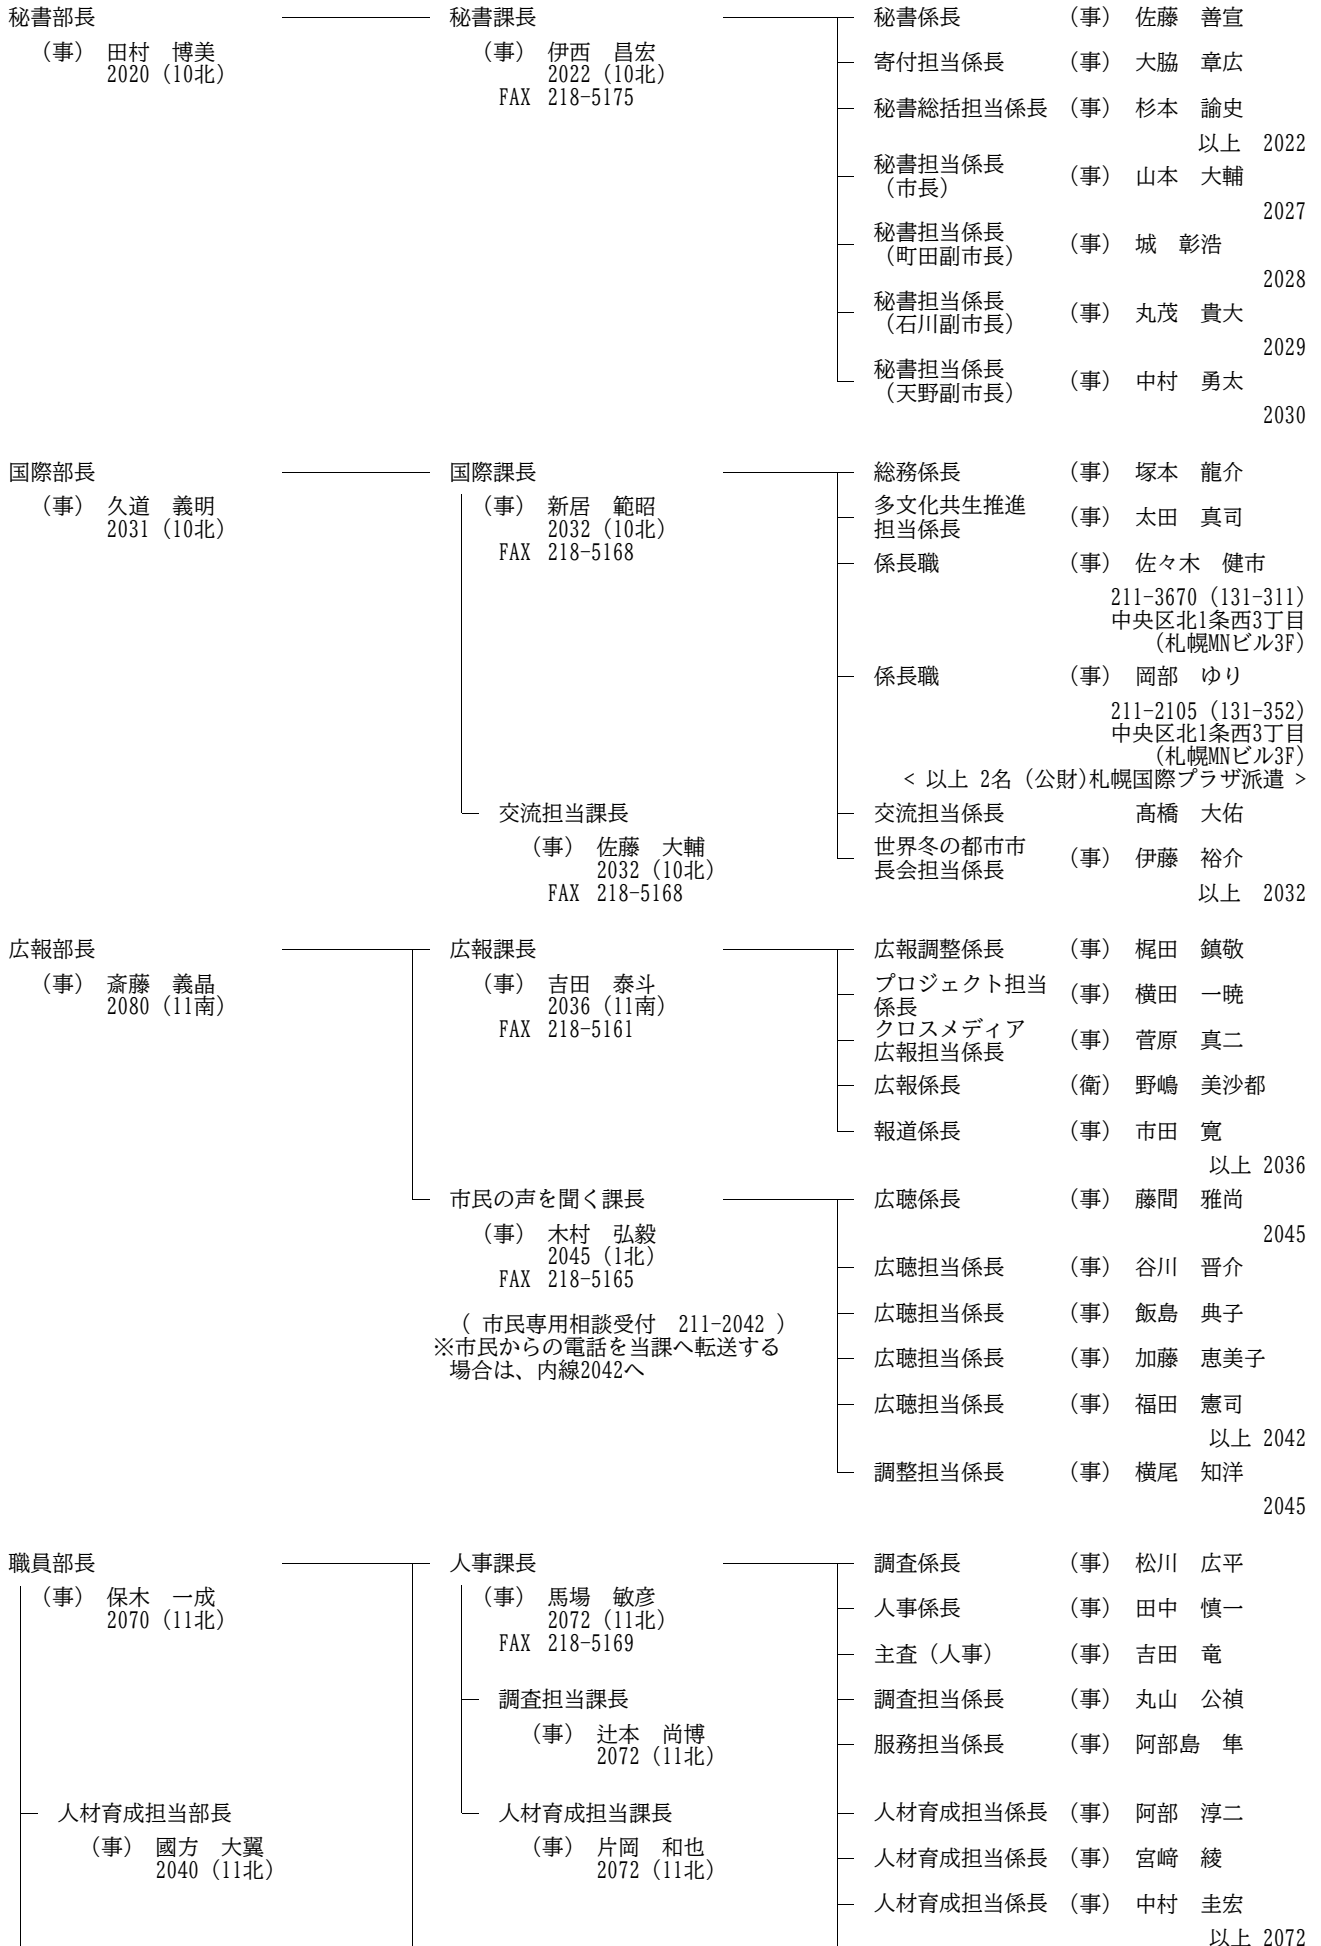 秘書部長
（事） 田村　博美
2020 (10北)
秘書課長
（事） 伊西　昌宏
2022 (10北)
FAX 218-5175
秘書係長 （事） 佐藤　善宣
寄付担当係長 （事） 大脇　章広
秘書総括担当係長 （事） 杉本　諭史
以上　2022
秘書担当係長
（市長） （事） 山本　大輔
2027
秘書担当係長
（町田副市長） （事） 城　彰浩
2028
秘書担当係長
（石川副市長） （事） 丸茂　貴大
2029
秘書担当係長
（天野副市長） （事） 中村　勇太
2030
国際部長
（事） 久道　義明
2031 (10北)
国際課長
（事） 新居　範昭
2032 (10北)
FAX 218-5168
総務係長 （事） 塚本　龍介
多文化共生推進
担当係長 （事） 太田　真司
係長職 （事） 佐々木　健市
211-3670 (131-311)
中央区北1条西3丁目
(札幌MNビル3F)
係長職 （事） 岡部　ゆり
211-2105 (131-352)
中央区北1条西3丁目
(札幌MNビル3F)
< 以上 2名 (公財)札幌国際プラザ派遣 >
交流担当課長
（事） 佐藤　大輔
2032 (10北)
FAX 218-5168
交流担当係長 髙橋　大佑
世界冬の都市市
長会担当係長 （事） 伊藤　裕介
以上　2032
広報部長
（事） 斎藤　義晶
2080 (11南)
広報課長
（事） 吉田　泰斗
2036 (11南)
FAX 218-5161
広報調整係長 （事） 梶田　鎮敬
プロジェクト担当
係長 （事） 横田　一暁
クロスメディア
広報担当係長 （事） 菅原　真二
広報係長 （衛） 野嶋　美沙都
報道係長 （事） 市田　寛
以上 2036
市民の声を聞く課長
（事） 木村　弘毅
2045 (1北)
FAX 218-5165
（ 市民専用相談受付　211-2042 ）
※市民からの電話を当課へ転送する
場合は、内線2042へ
広聴係長 （事） 藤間　雅尚
2045
広聴担当係長 （事） 谷川　晋介
広聴担当係長 （事） 飯島　典子
広聴担当係長 （事） 加藤　恵美子
広聴担当係長 （事） 福田　憲司
以上 2042
調整担当係長 （事） 横尾　知洋
2045
職員部長
（事） 保木　一成
2070 (11北)
人事課長
（事） 馬場　敏彦
2072 (11北)
FAX 218-5169
調査係長 （事） 松川　広平
人事係長 （事） 田中　慎一
主査（人事） （事） 吉田　竜
調査担当課長
（事） 辻本　尚博
2072 (11北)
調査担当係長 （事） 丸山　公禎
服務担当係長 （事） 阿部島　隼
人材育成担当部長
（事） 國方　大翼
2040 (11北)
人材育成担当課長
（事） 片岡　和也
2072 (11北)
人材育成担当係長 （事） 阿部　淳二
人材育成担当係長 （事） 宮﨑　綾
人材育成担当係長 （事） 中村　圭宏
以上 2072